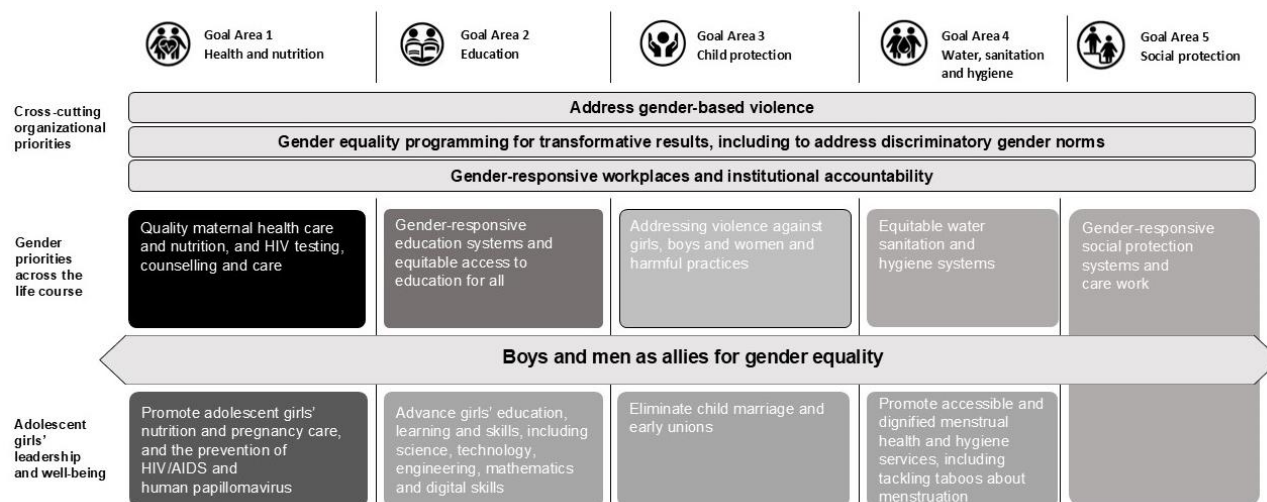 Goal Area 1
Health and nutrition
Goal Area 2
Education
Goal Area 3
Child protection
Goal Area 4
Water, sanitation
and hygiene
Goal Area 5
Social protection
Cross-cutting
organizational
priorities
Address gender-based violence
Gender equality programming for transformative results, including to address discriminatory gender norms
Gender-responsive workplaces and institutional accountability
Gender
priorities
across the
life course
Quality maternal health care
and nutrition, and HIV testing,
counselling and care
Gender-responsive
education systems and
equitable access to
education for all
Addressing violence against
girls, boys and women and
harmful practices
Equitable water
sanitation and
hygiene systems
Gender-responsive
social protection
systems and
care work
Boys and men as allies for gender equality
Adolescent
girls’
leadership
and well-being
Promote adolescent girls’
nutrition and pregnancy care,
and the prevention of
HIV/AIDS and
human papillomavirus
Advance girls’ education,
learning and skills, including
science, technology,
engineering, mathematics
and digital skills
Eliminate child marriage and
early unions
Promote accessible and
dignified menstrual
health and hygiene
services, including
tackling taboos about
menstruation